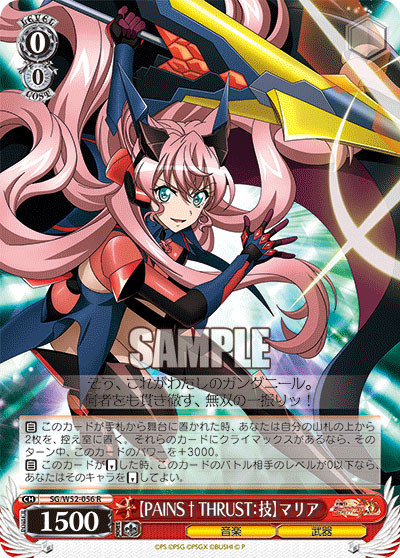 LEVEL
0
0
COST
SAMPLE
そう、これがわたしのガングニール。
何者をも貫き徹す、無双の一振りッ!
【自】 このカードが手札から舞台に置かれた時、あなたは自分の山札の上から
2枚を、控え室に置く。それらのカードにクライマックスがあるなら、そのターン中、このカードのパワーを+3000。
【自】 このカードが【▼】した時、このカードのバトル相手のレベルが0以下なら、
あなたはそのキャラを【▼】してよい。
CH
SG/W52-056 R
1500
【PAINS†THRUST:技】マリア
音楽
武器
©PS ©PSG ©PSGX ©BUSHI © P